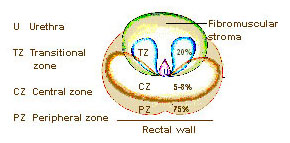 U Urethra
Fibromuscular
stroma
TZ Transitional
zone
TZ 20%
U
CZ Central zone
CZ 5-8%
PZ Peripheral zone
PZ 75%
Rectal wall